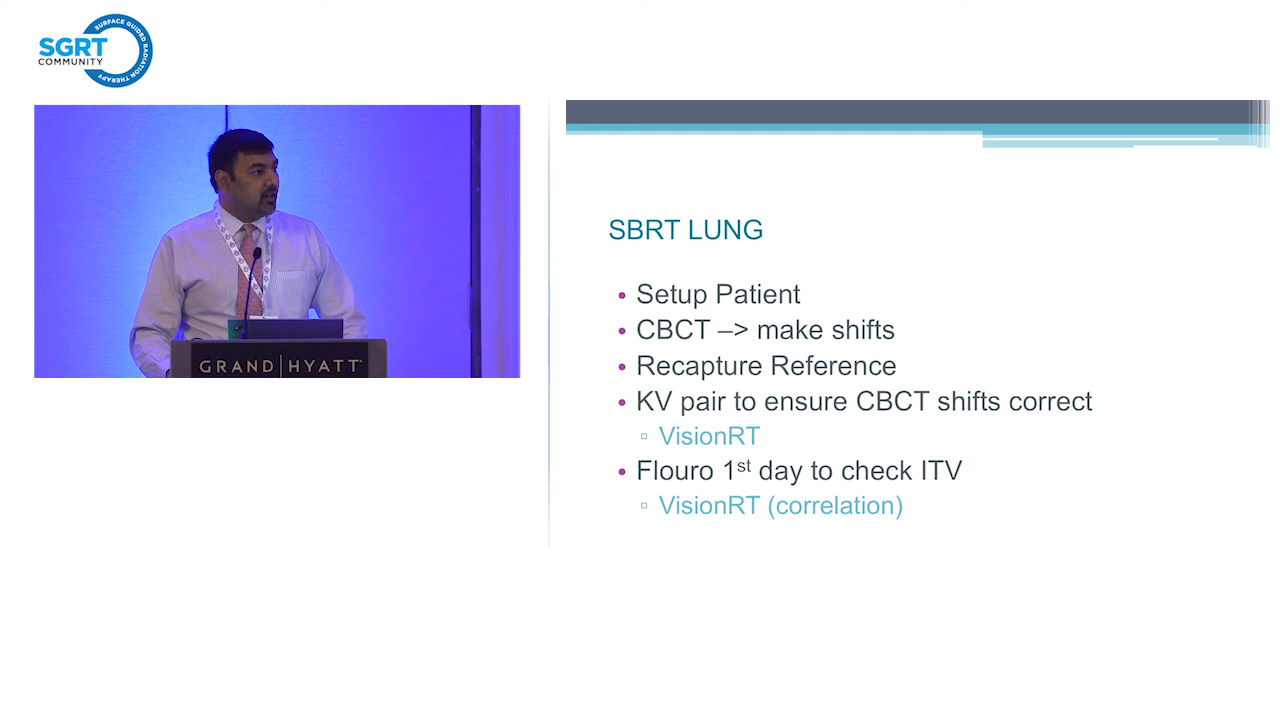 SURFACE GUIDED RADIATION THERAPY
SGRT
COMMUNITY
GRAND HYATT
SBRT LUNG
• Setup Patient
• CBCT –> make shifts
• Recapture Reference
• KV pair to ensure CBCT shifts correct
▫ VisionRT
• Flouro 1st day to check ITV
▫ VisionRT (correlation)